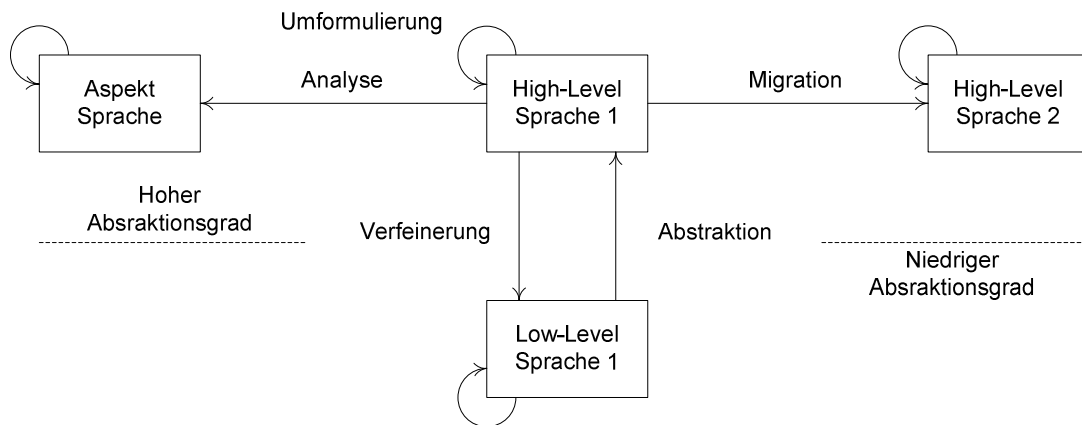 Umformulierung
Aspekt
Sprache
Analyse
High-Level
Sprache 1
Migration
High-Level
Sprache 2
Hoher
Absraktionsgrad
Verfeinerung
Abstraktion
Niedriger
Absraktionsgrad
Low-Level
Sprache 1